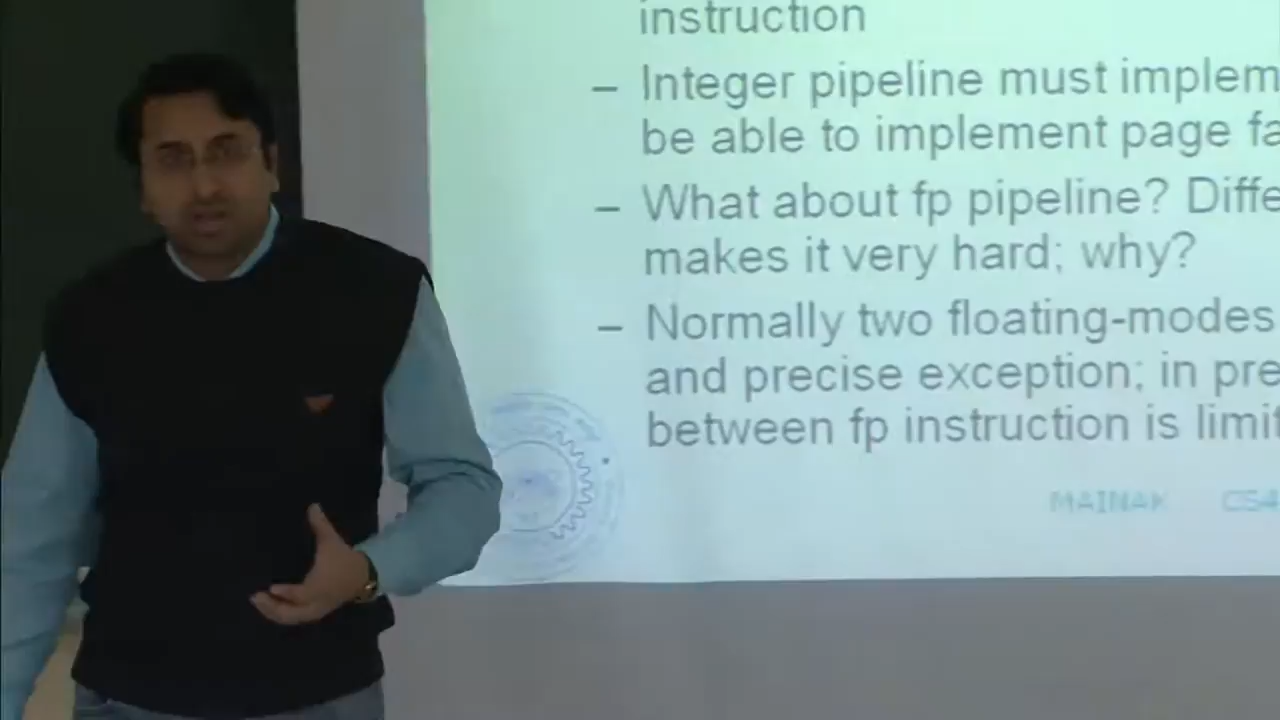 instruction
– Integer pipeline must implem
be able to implement page fa
– What about fp pipeline? Diffe
makes it very hard; why?
– Normally two floating-modes
and precise exception; in pre
between fp instruction is limit
MAINAK CS4